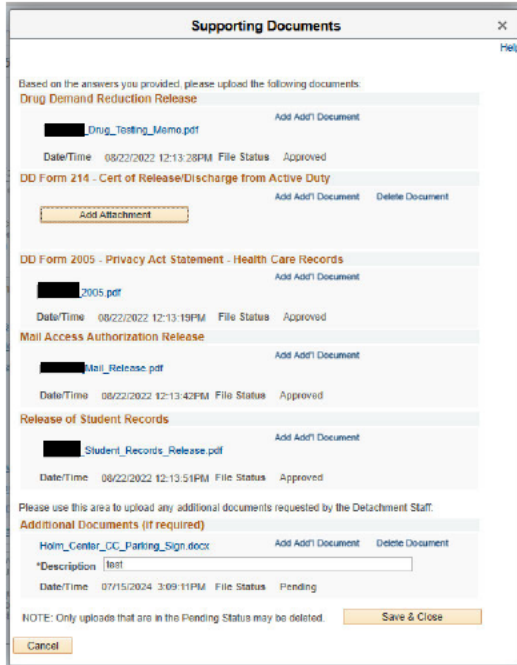 Supporting Documents
×
Help
Based on the answers you provided, please upload the following documents:
Drug Demand Reduction Release
Add Add'l Document
_Drug_Testing_Memo.pdf
Date/Time 08/22/2022 12:13:28PM File Status Approved
DD Form 214 - Cert of Release/Discharge from Active Duty
Add Add'l Document Delete Document
Add Attachment
DD Form 2005 - Privacy Act Statement - Health Care Records
Add Add'l Document
_2005.pdf
Date/Time 08/22/2022 12:13:19PM File Status Approved
Mail Access Authorization Release
Add Add'l Document
Mail_Release.pdf
Date/Time 08/22/2022 12:13:42PM File Status Approved
Release of Student Records
Add Add'l Document
_Student_Records_Release.pdf
Date/Time 08/22/2022 12:13:51PM File Status Approved
Please use this area to upload any additional documents requested by the Detachment Staff.
Additional Documents (if required)
Holm_Center_CC_Parking_Sign.docx Add Add'l Document Delete Document
*Description test
Date/Time 07/15/2024 3:09:11PM File Status Pending
NOTE: Only uploads that are in the Pending Status may be deleted. Save & Close
Cancel